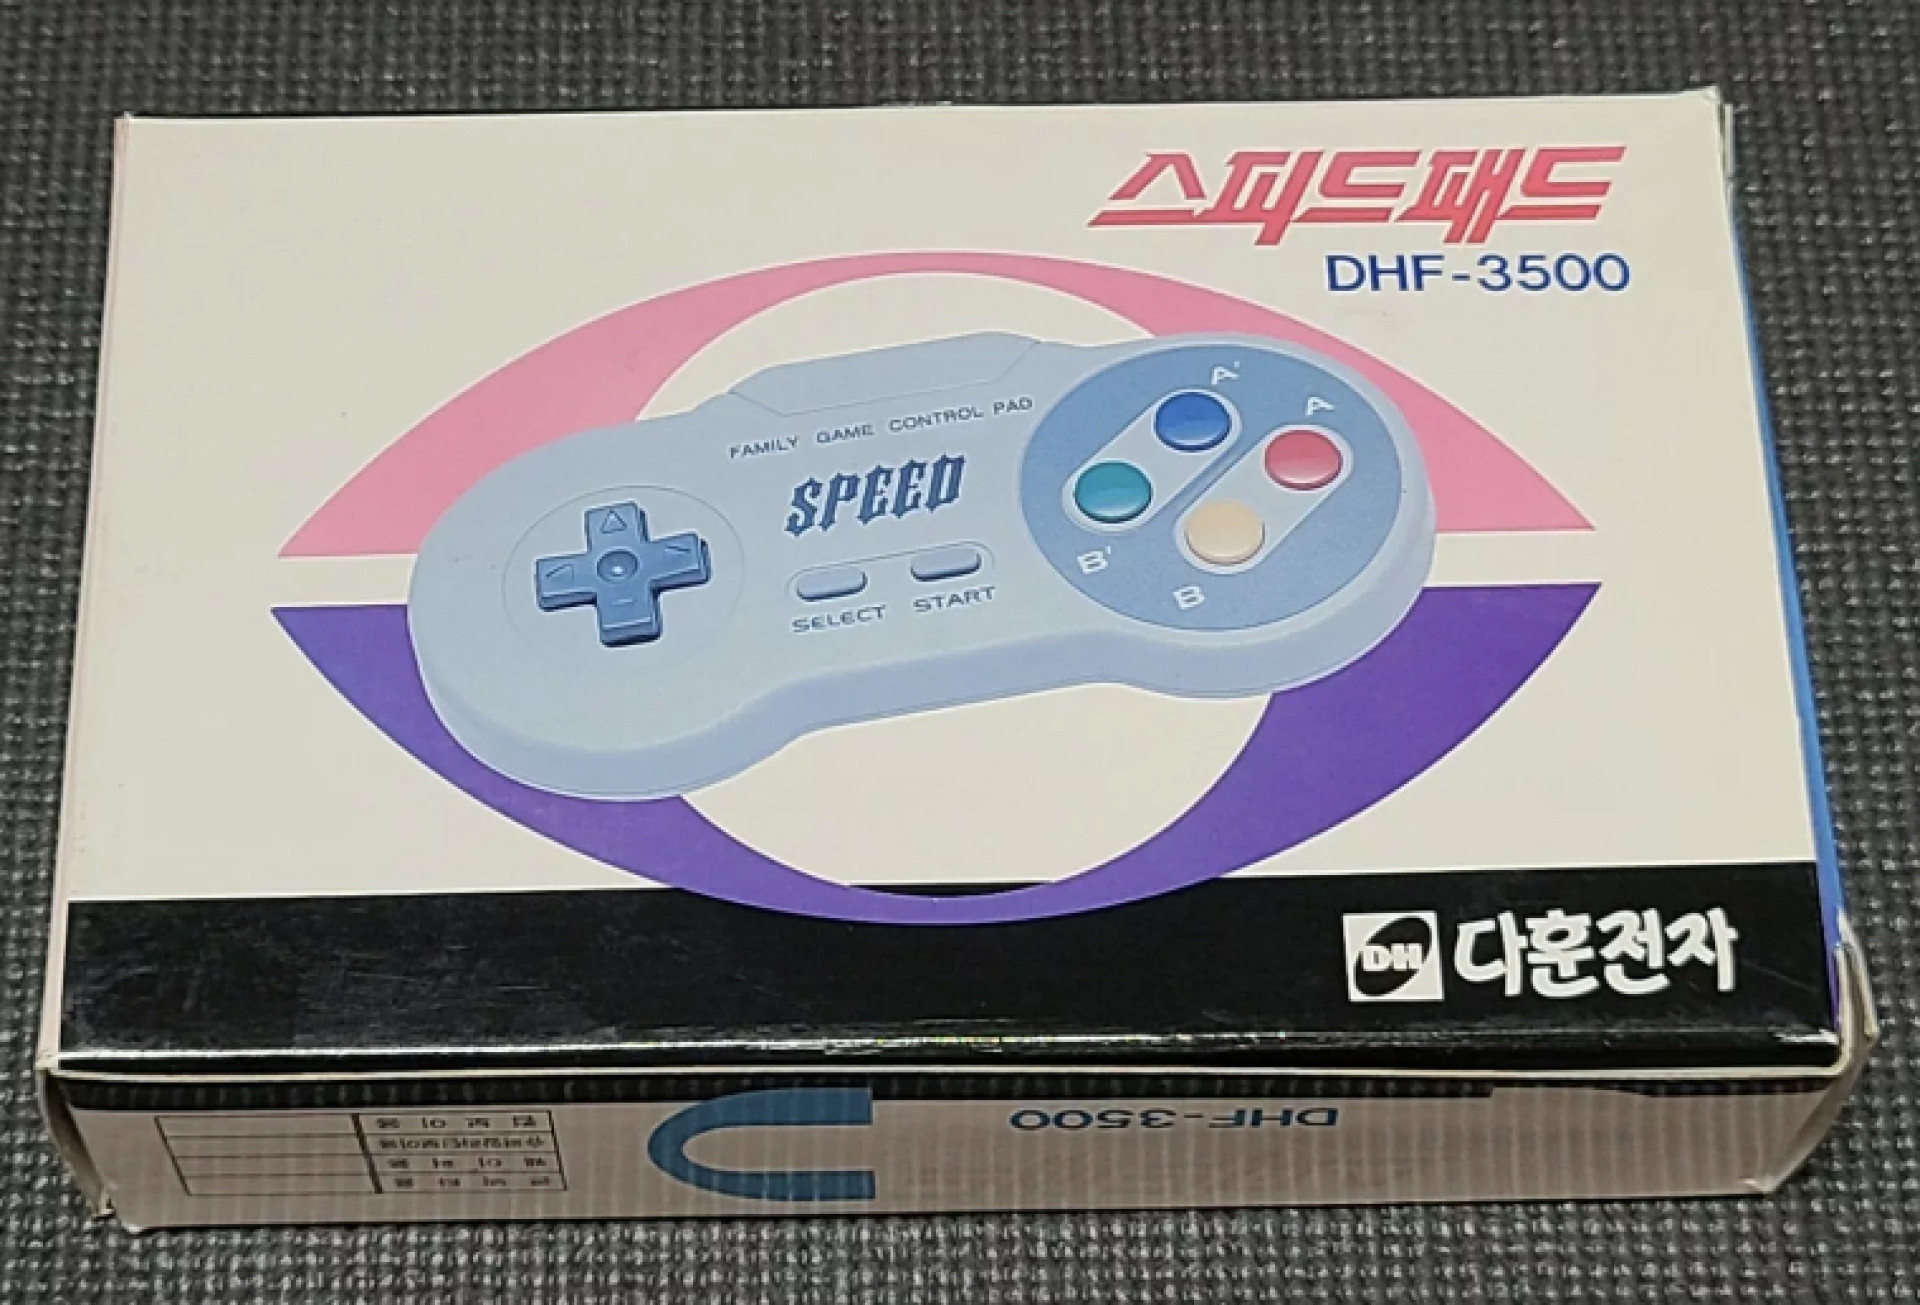 스피드패드
DHF-3500
FAMILY GAME CONTROL PAD
SPEED
SELECT START
A'
A
B'
B
DH 다훈전자
DHF-3500